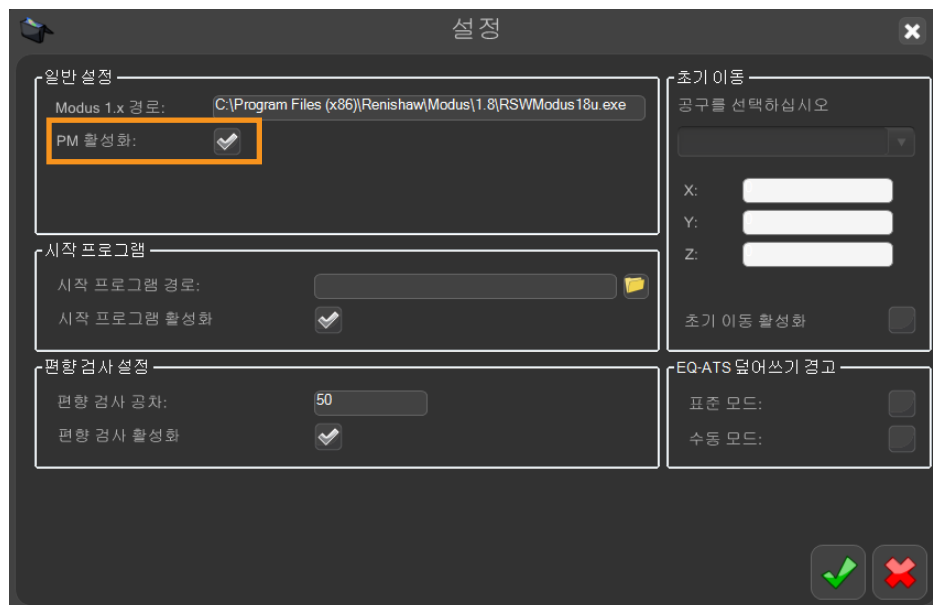 설정
일반 설정
Modus 1.x 경로: C:\Program Files (x86)\Renishaw\Modus\1.8\RSWModus18u.exe
PM 활성화:
시작 프로그램
시작 프로그램 경로:
시작 프로그램 활성화
편향 검사 설정
편향 검사 공차: 50
편향 검사 활성화
초기 이동
공구를 선택하십시오
X:
Y:
Z:
초기 이동 활성화
EQ-ATS 덮어쓰기 경고
표준 모드:
수동 모드: